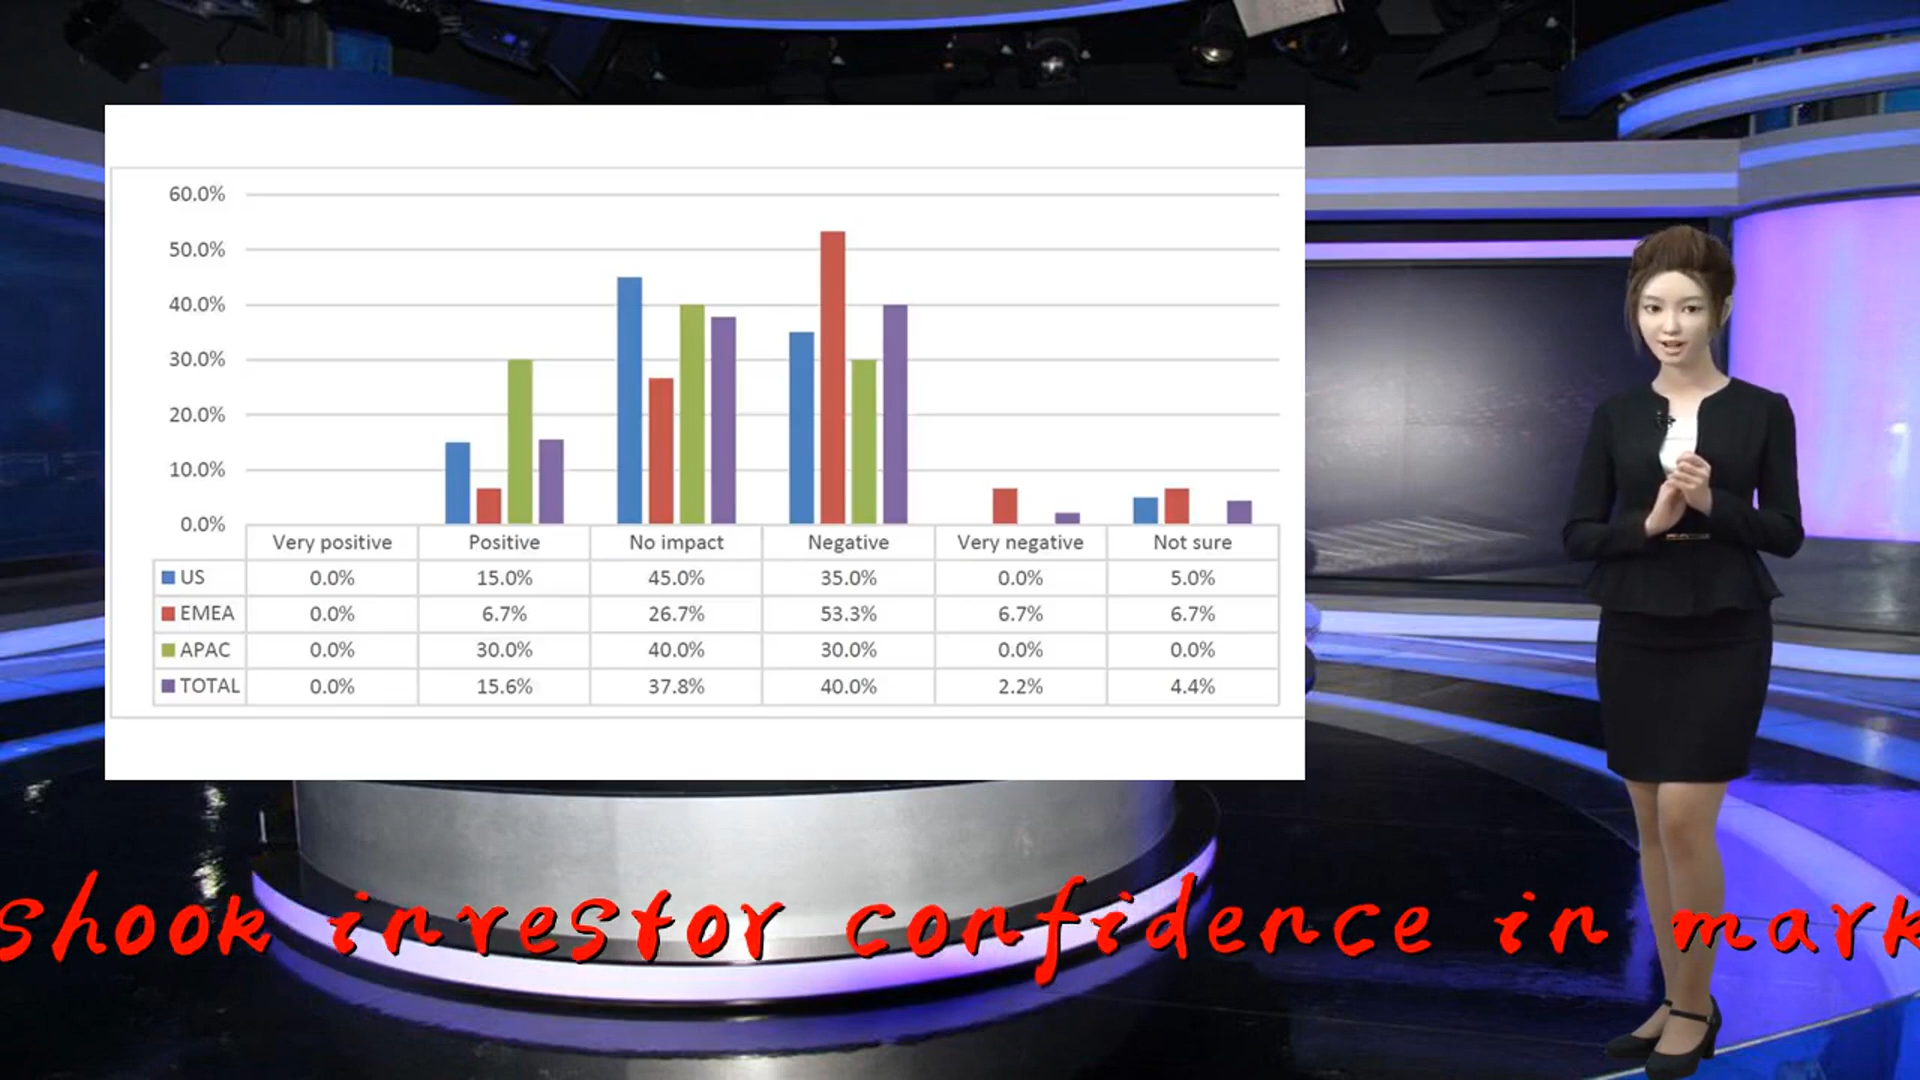 60.0%
50.0%
40.0%
30.0%
20.0%
10.0%
0.0%
Very positive Positive No impact Negative Very negative Not sure
US 0.0% 15.0% 45.0% 35.0% 0.0% 5.0%
EMEA 0.0% 6.7% 26.7% 53.3% 6.7% 6.7%
APAC 0.0% 30.0% 40.0% 30.0% 0.0% 0.0%
TOTAL 0.0% 15.6% 37.8% 40.0% 2.2% 4.4%
shook investor confidence in mark